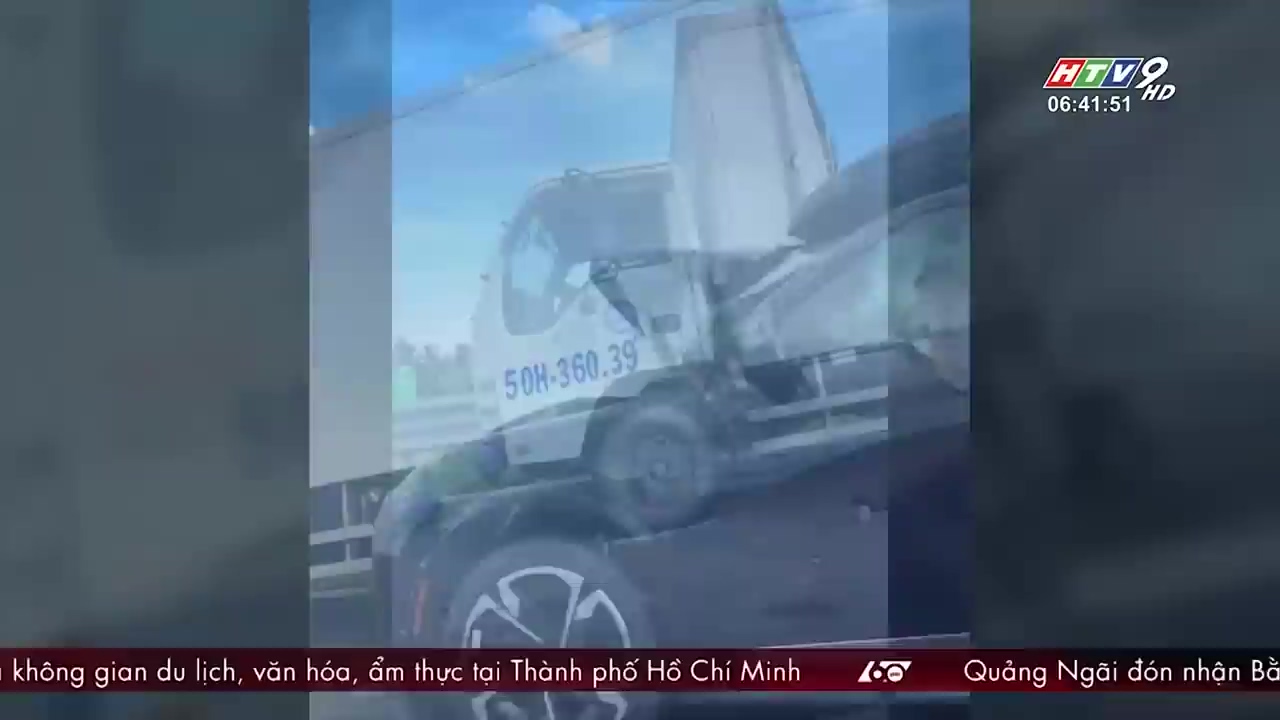 HTV9
HD
06:41:51
50H-360.39
không gian du lịch, văn hóa, ẩm thực tại Thành phố Hồ Chí Minh
Quảng Ngãi đón nhận